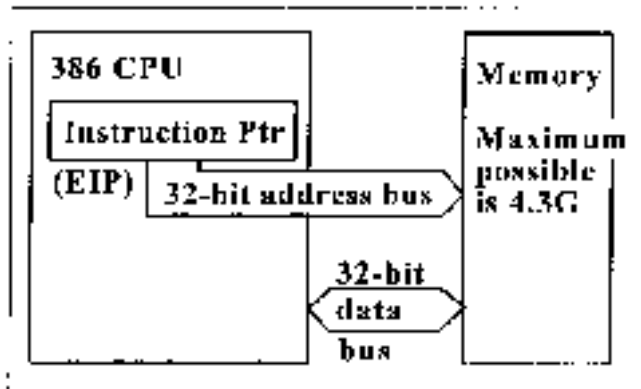 386 CPU
Instruction Ptr
(EIP)
32-bit address bus
32-bit
data
bus
Memory
Maximum
possible
is 4.3G